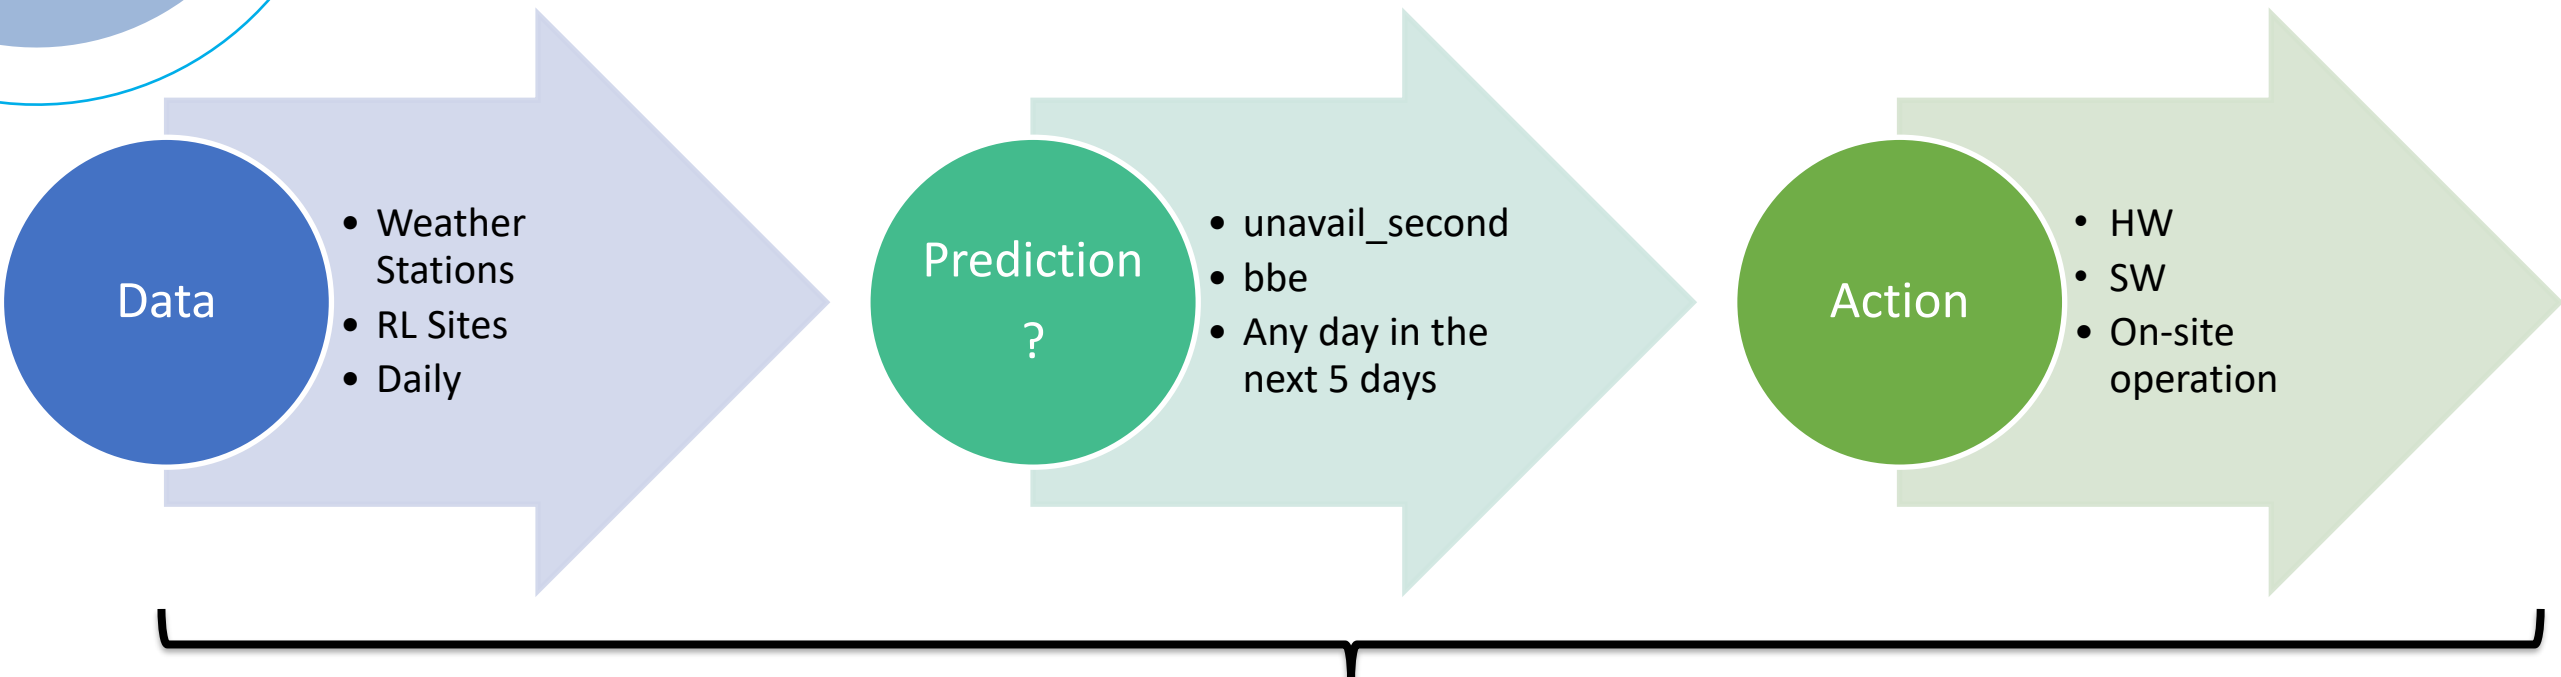 Data
• Weather
Stations
• RL Sites
• Daily
Prediction
?
• unavail_second
• bbe
• Any day in the
next 5 days
Action
• HW
• SW
• On-site
operation